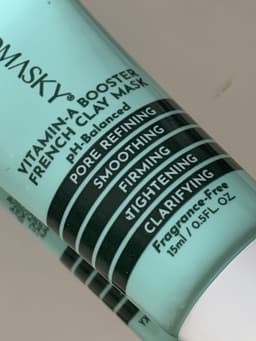 OMASKY®
VITAMIN-A BOOSTER
FRENCH CLAY MASK
pH-Balanced
PORE REFINING
SMOOTHING
FIRMING
TIGHTENING
CLARIFYING
Fragrance-Free
15ml / 0.5FL. OZ